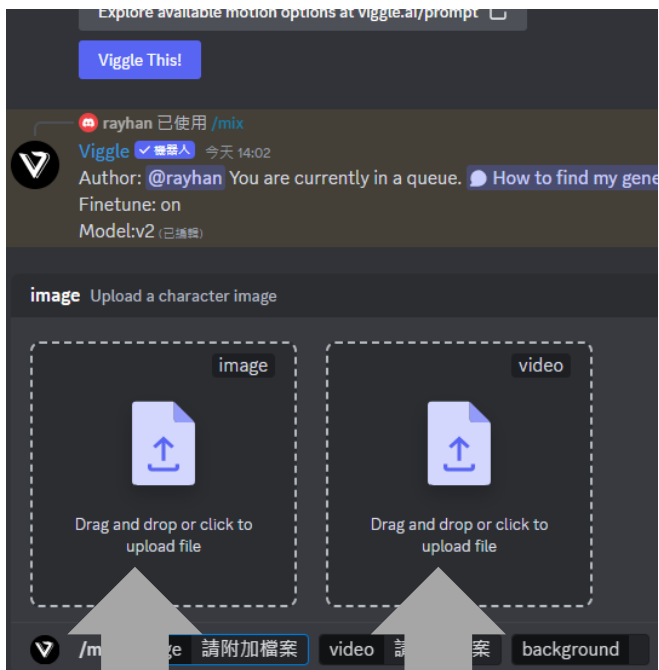 Explore available motion options at viggle.ai/prompt
Viggle This!
rayhan 已使用 /mix
Viggle 機器人 今天 14:02
Author: @rayhan You are currently in a queue. How to find my gene
Finetune: on
Model:v2 (已編輯)
image Upload a character image
image
video
Drag and drop or click to
upload file
Drag and drop or click to
upload file
請附加檔案 video 案 background